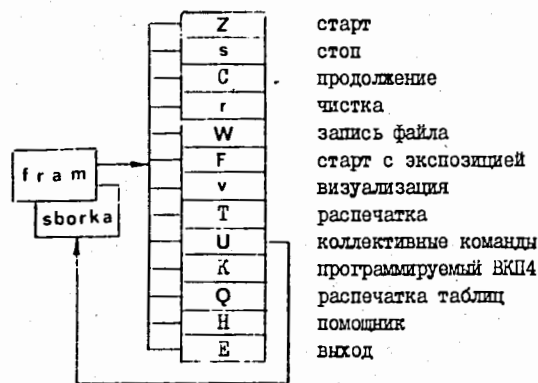 Z старт
s стоп
C продолжение
r чистка
W запись файла
F старт с экспозицией
fram
v визуализация
T распечатка
sborka
U коллективные команды
K программируемый ВКП4
Q распечатка таблиц
H помощник
E выход